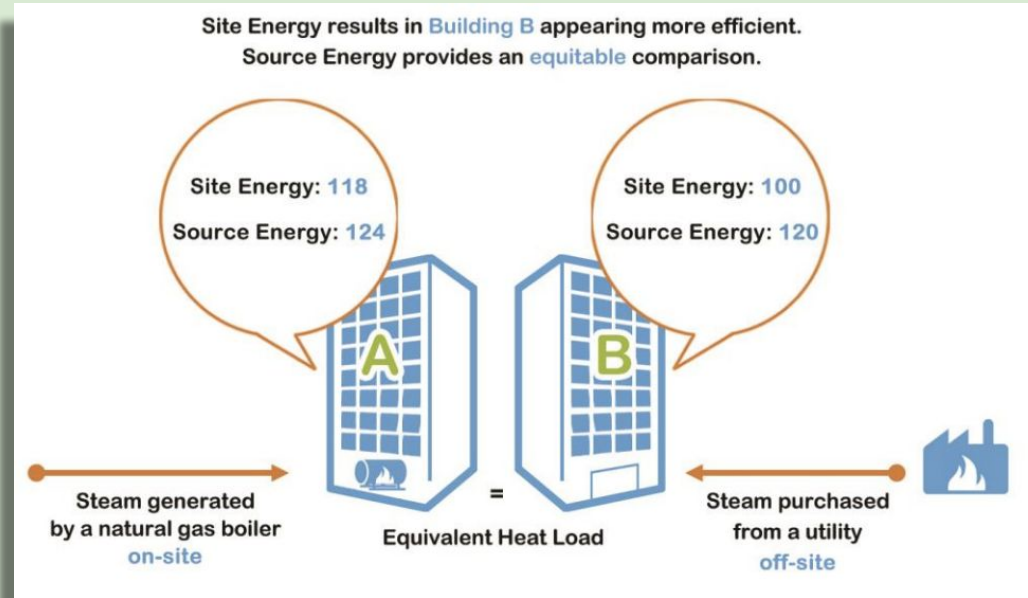 Site Energy results in Building B appearing more efficient.
Source Energy provides an equitable comparison.
Site Energy: 118
Source Energy: 124
Site Energy: 100
Source Energy: 120
A
B
=
Steam generated
by a natural gas boiler
on-site
Equivalent Heat Load
Steam purchased
from a utility
off-site